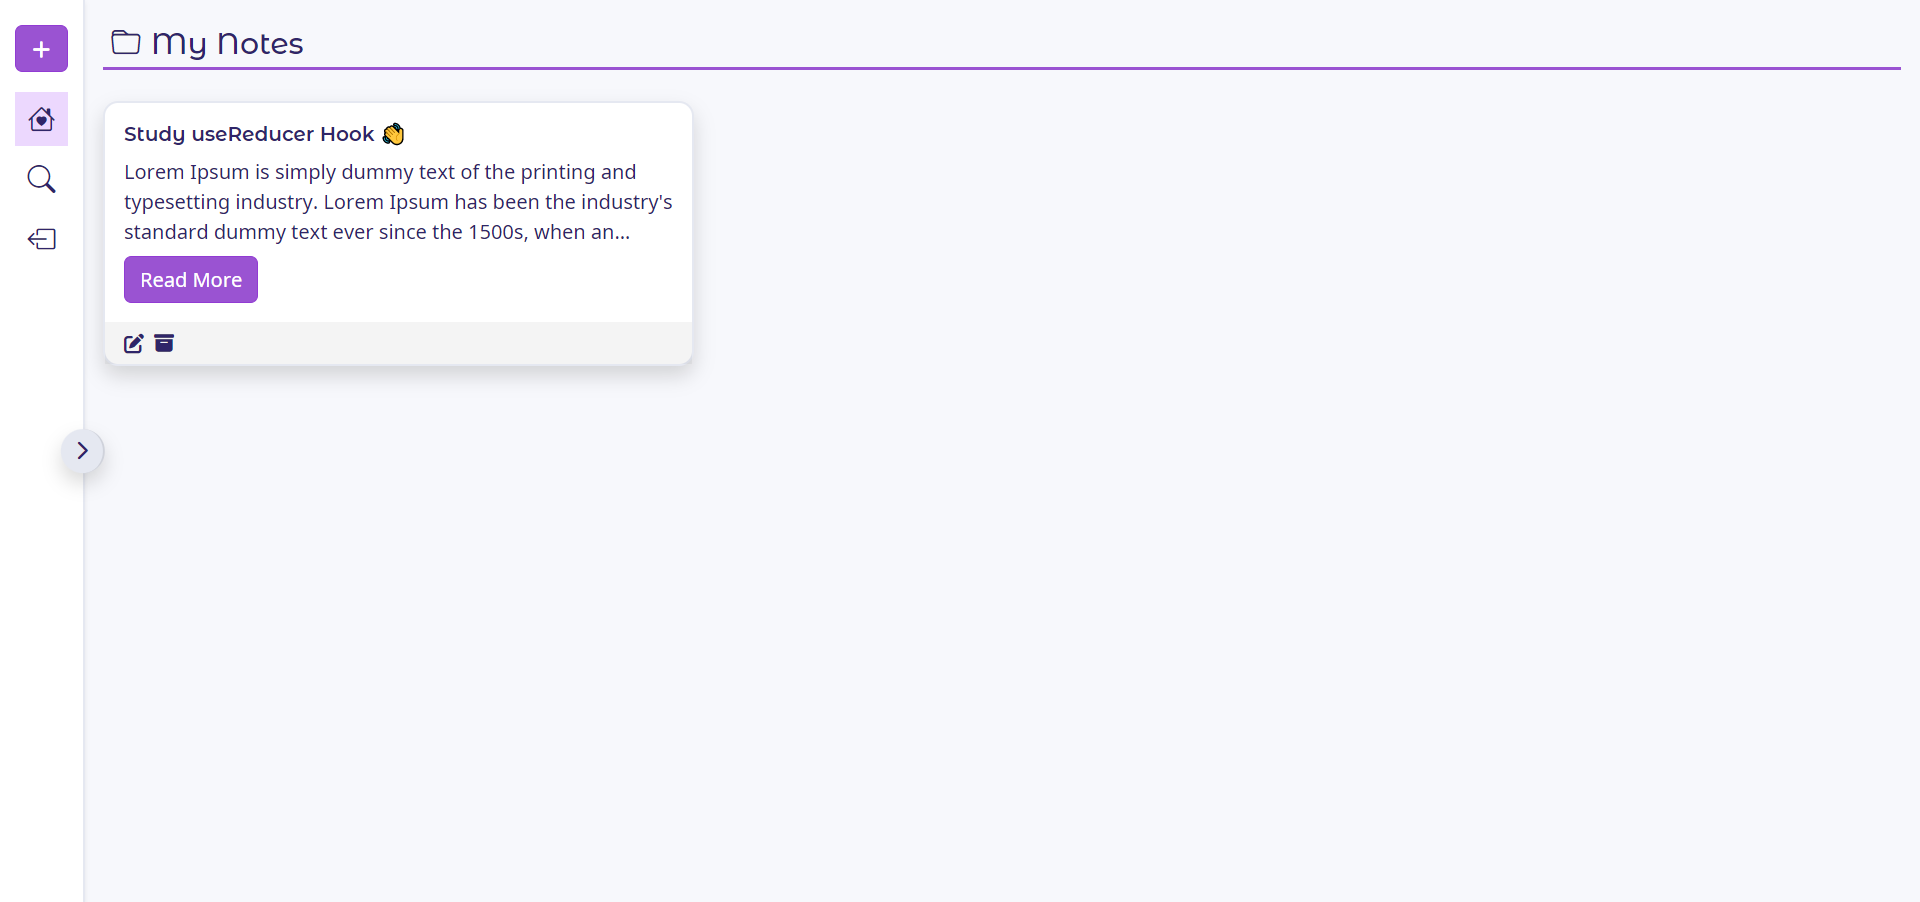 My Notes
Study useReducer Hook 👏
Lorem Ipsum is simply dummy text of the printing and
typesetting industry. Lorem Ipsum has been the industry's
standard dummy text ever since the 1500s, when an...
Read More